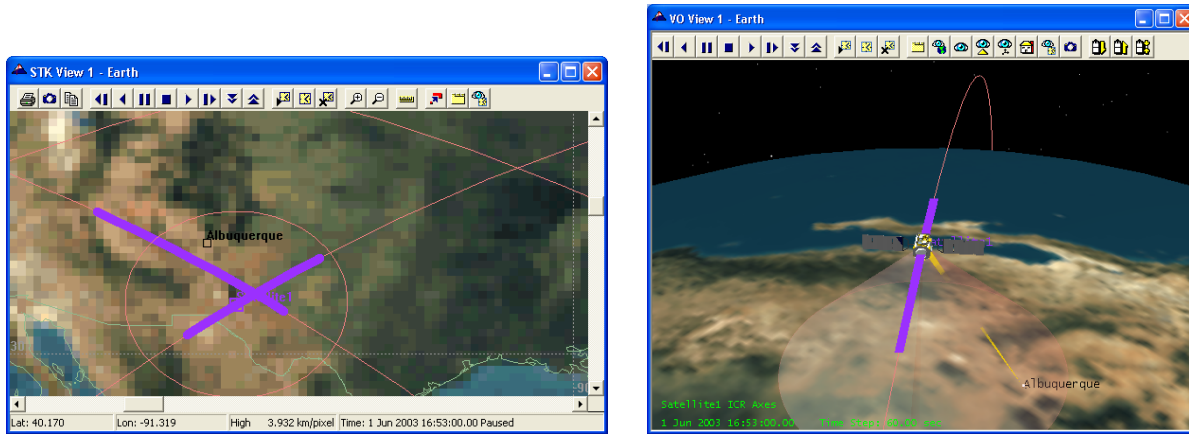 STK View 1 - Earth
Albuquerque
Lat: 40.170 Lon: -91.319 High 3.932 km/pixel Time: 1 Jun 2003 16:53:00.00 Paused
VO View 1 - Earth
Albuquerque
Satellite1 ICR Axes
1 Jun 2003 16:53:00.00